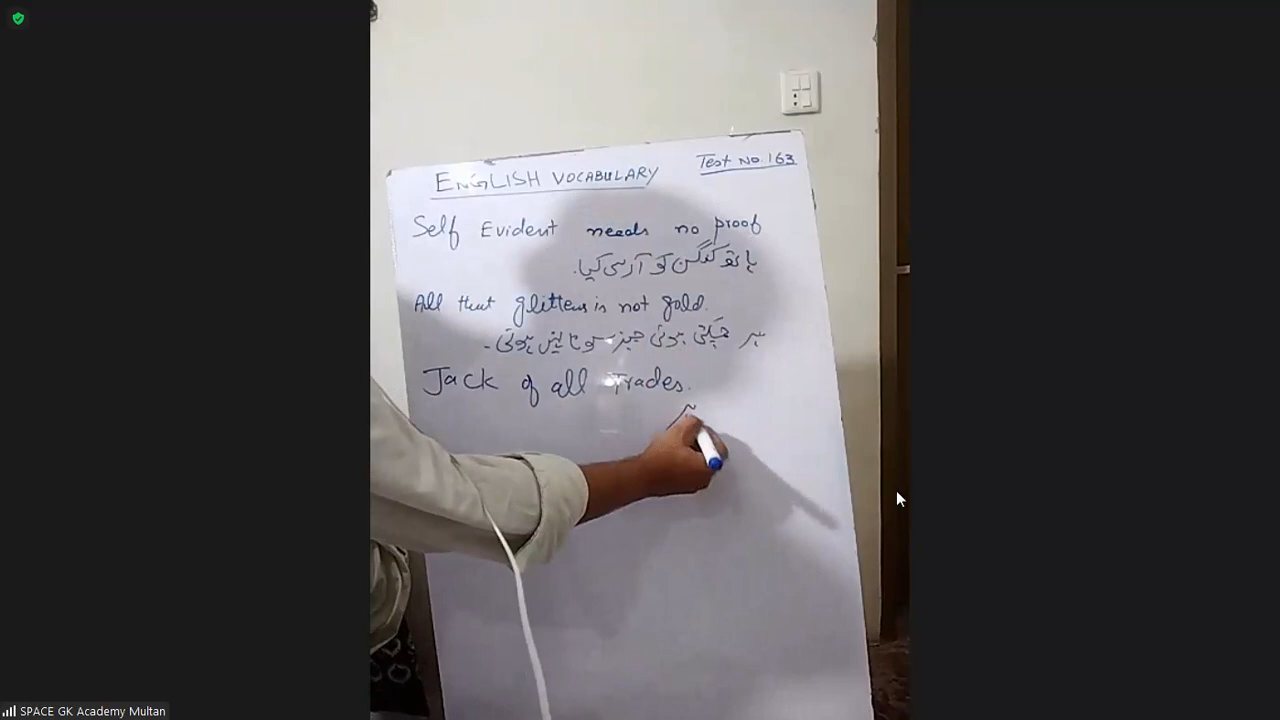 ENGLISH VOCABULARY
Test No. 163
Self Evident needs no proof
ہاتھ کنگن کو آرسی کیا.
All that glitters is not gold.
ہر چمکتی ہوئی چیز سونا نہیں ہوتی -
Jack of all Trades.
SPACE GK Academy Multan